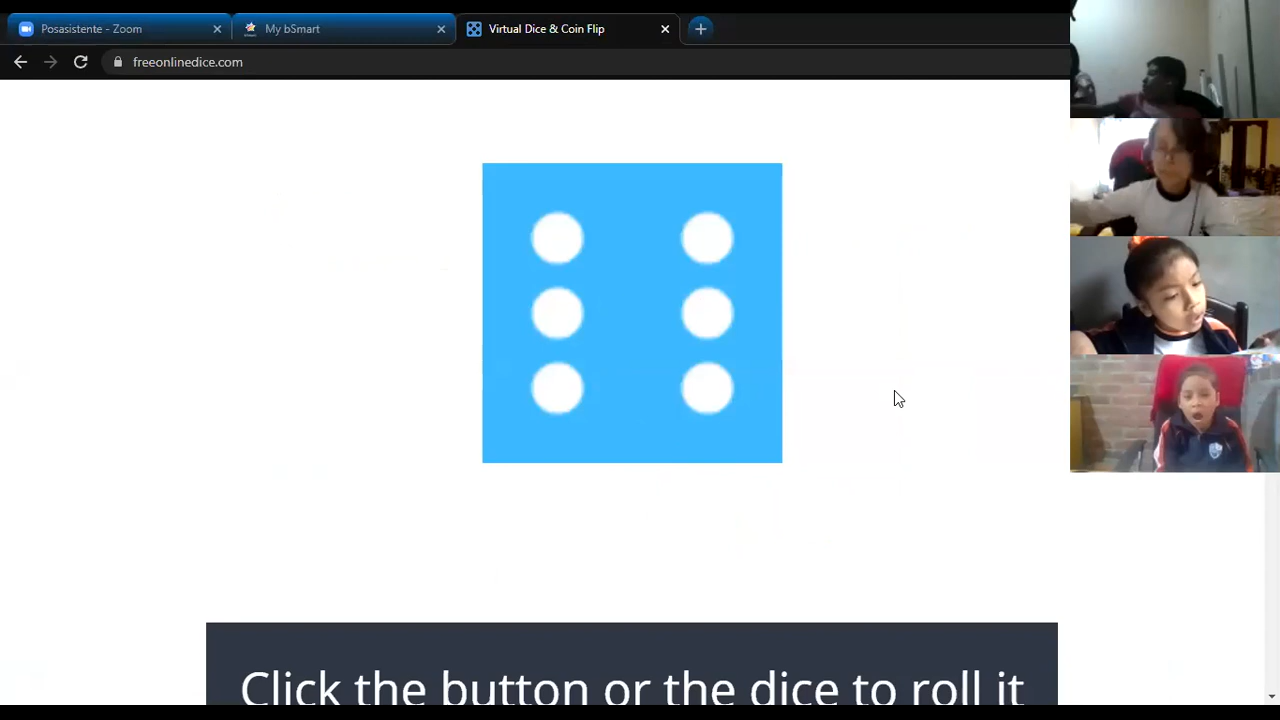 Posasistente - Zoom
My bSmart
Virtual Dice & Coin Flip
freeonlinedice.com
Click the button or the dice to roll it